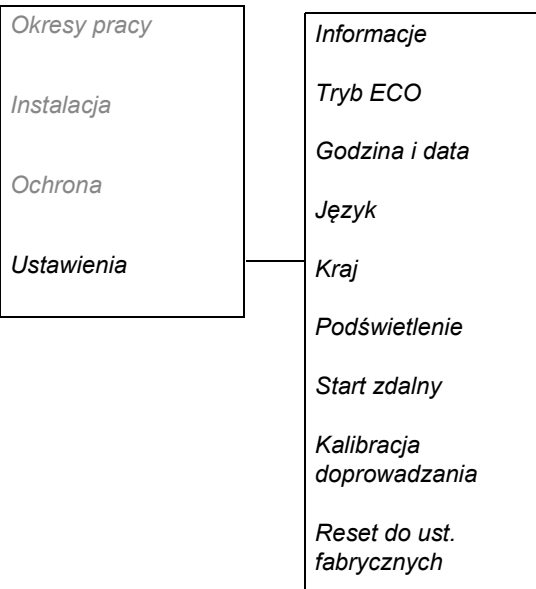 Okresy pracy
Instalacja
Ochrona
Ustawienia
Informacje
Tryb ECO
Godzina i data
Język
Kraj
Podświetlenie
Start zdalny
Kalibracja
doprowadzania
Reset do ust.
fabrycznych